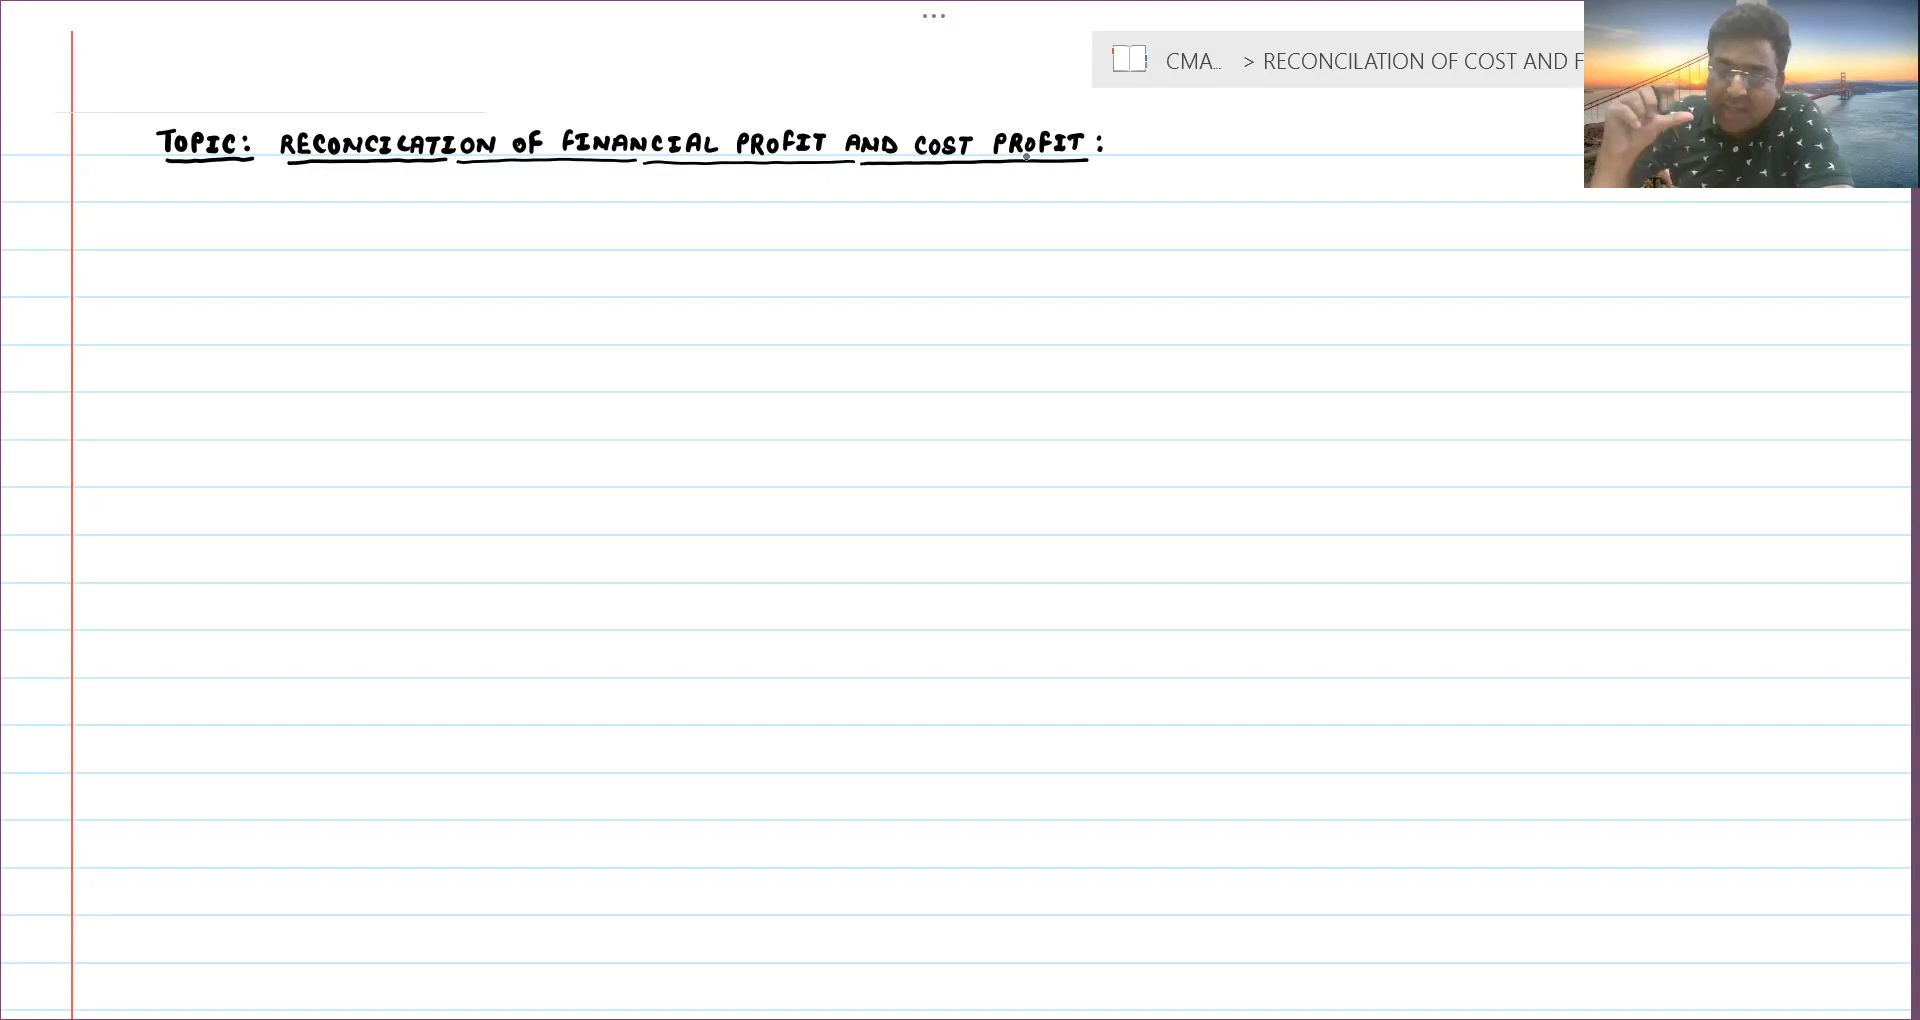 CMA... > RECONCILATION OF COST AND F
TOPIC: RECONCILATION OF FINANCIAL PROFIT AND COST PROFIT: